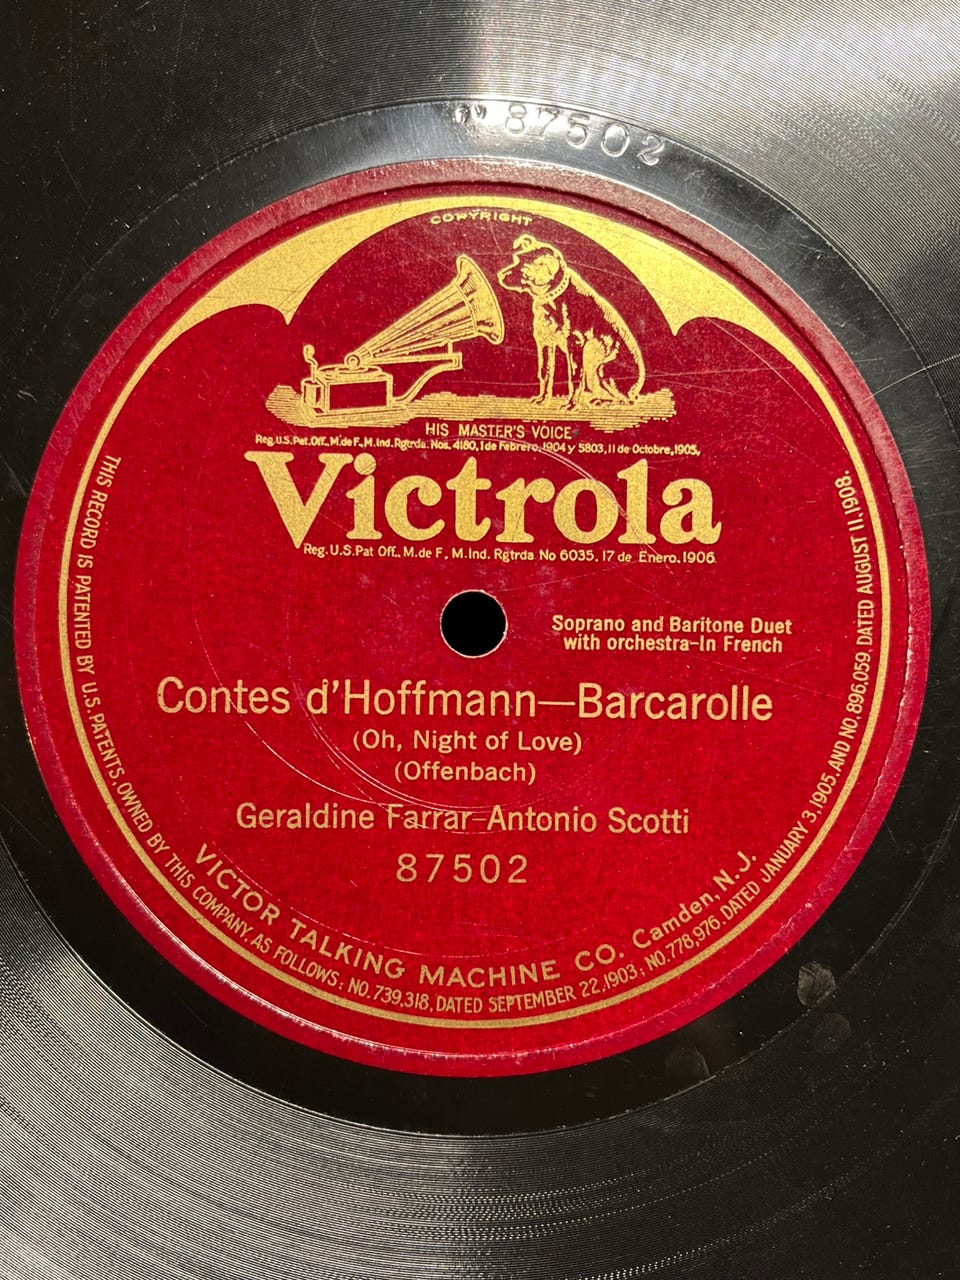 87502
COPYRIGHT
HIS MASTER'S VOICE
Reg.U.S.Pat.Off., M.de F., M.Ind. Rgtrda. Nos. 4180, 1 de Febrero, 1904 y 5803, 11 de Octubre, 1905.
Victrola
Reg. U.S. Pat Off. M. de F. M. Ind. Rgtrda No 6035. 17 de Enero. 1906
Soprano and Baritone Duet
with orchestra-In French
Contes d'Hoffmann—Barcarolle
(Oh, Night of Love)
(Offenbach)
Geraldine Farrar-Antonio Scotti
87502
VICTOR TALKING MACHINE CO. Camden, N.J.
THIS RECORD IS PATENTED BY U.S. PATENTS, OWNED BY THIS COMPANY, AS FOLLOWS: NO. 739,318, DATED SEPTEMBER 22, 1903; NO. 778,976, DATED JANUARY 3, 1905, AND NO. 896,059, DATED AUGUST 11, 1908.